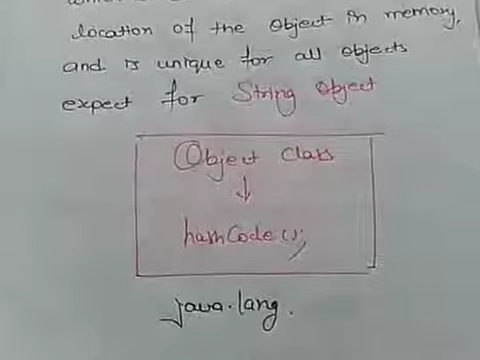 location of the object in memory,
and is unique for all objects
expect for String Object
Object class
↓
hashCode();
java.lang.